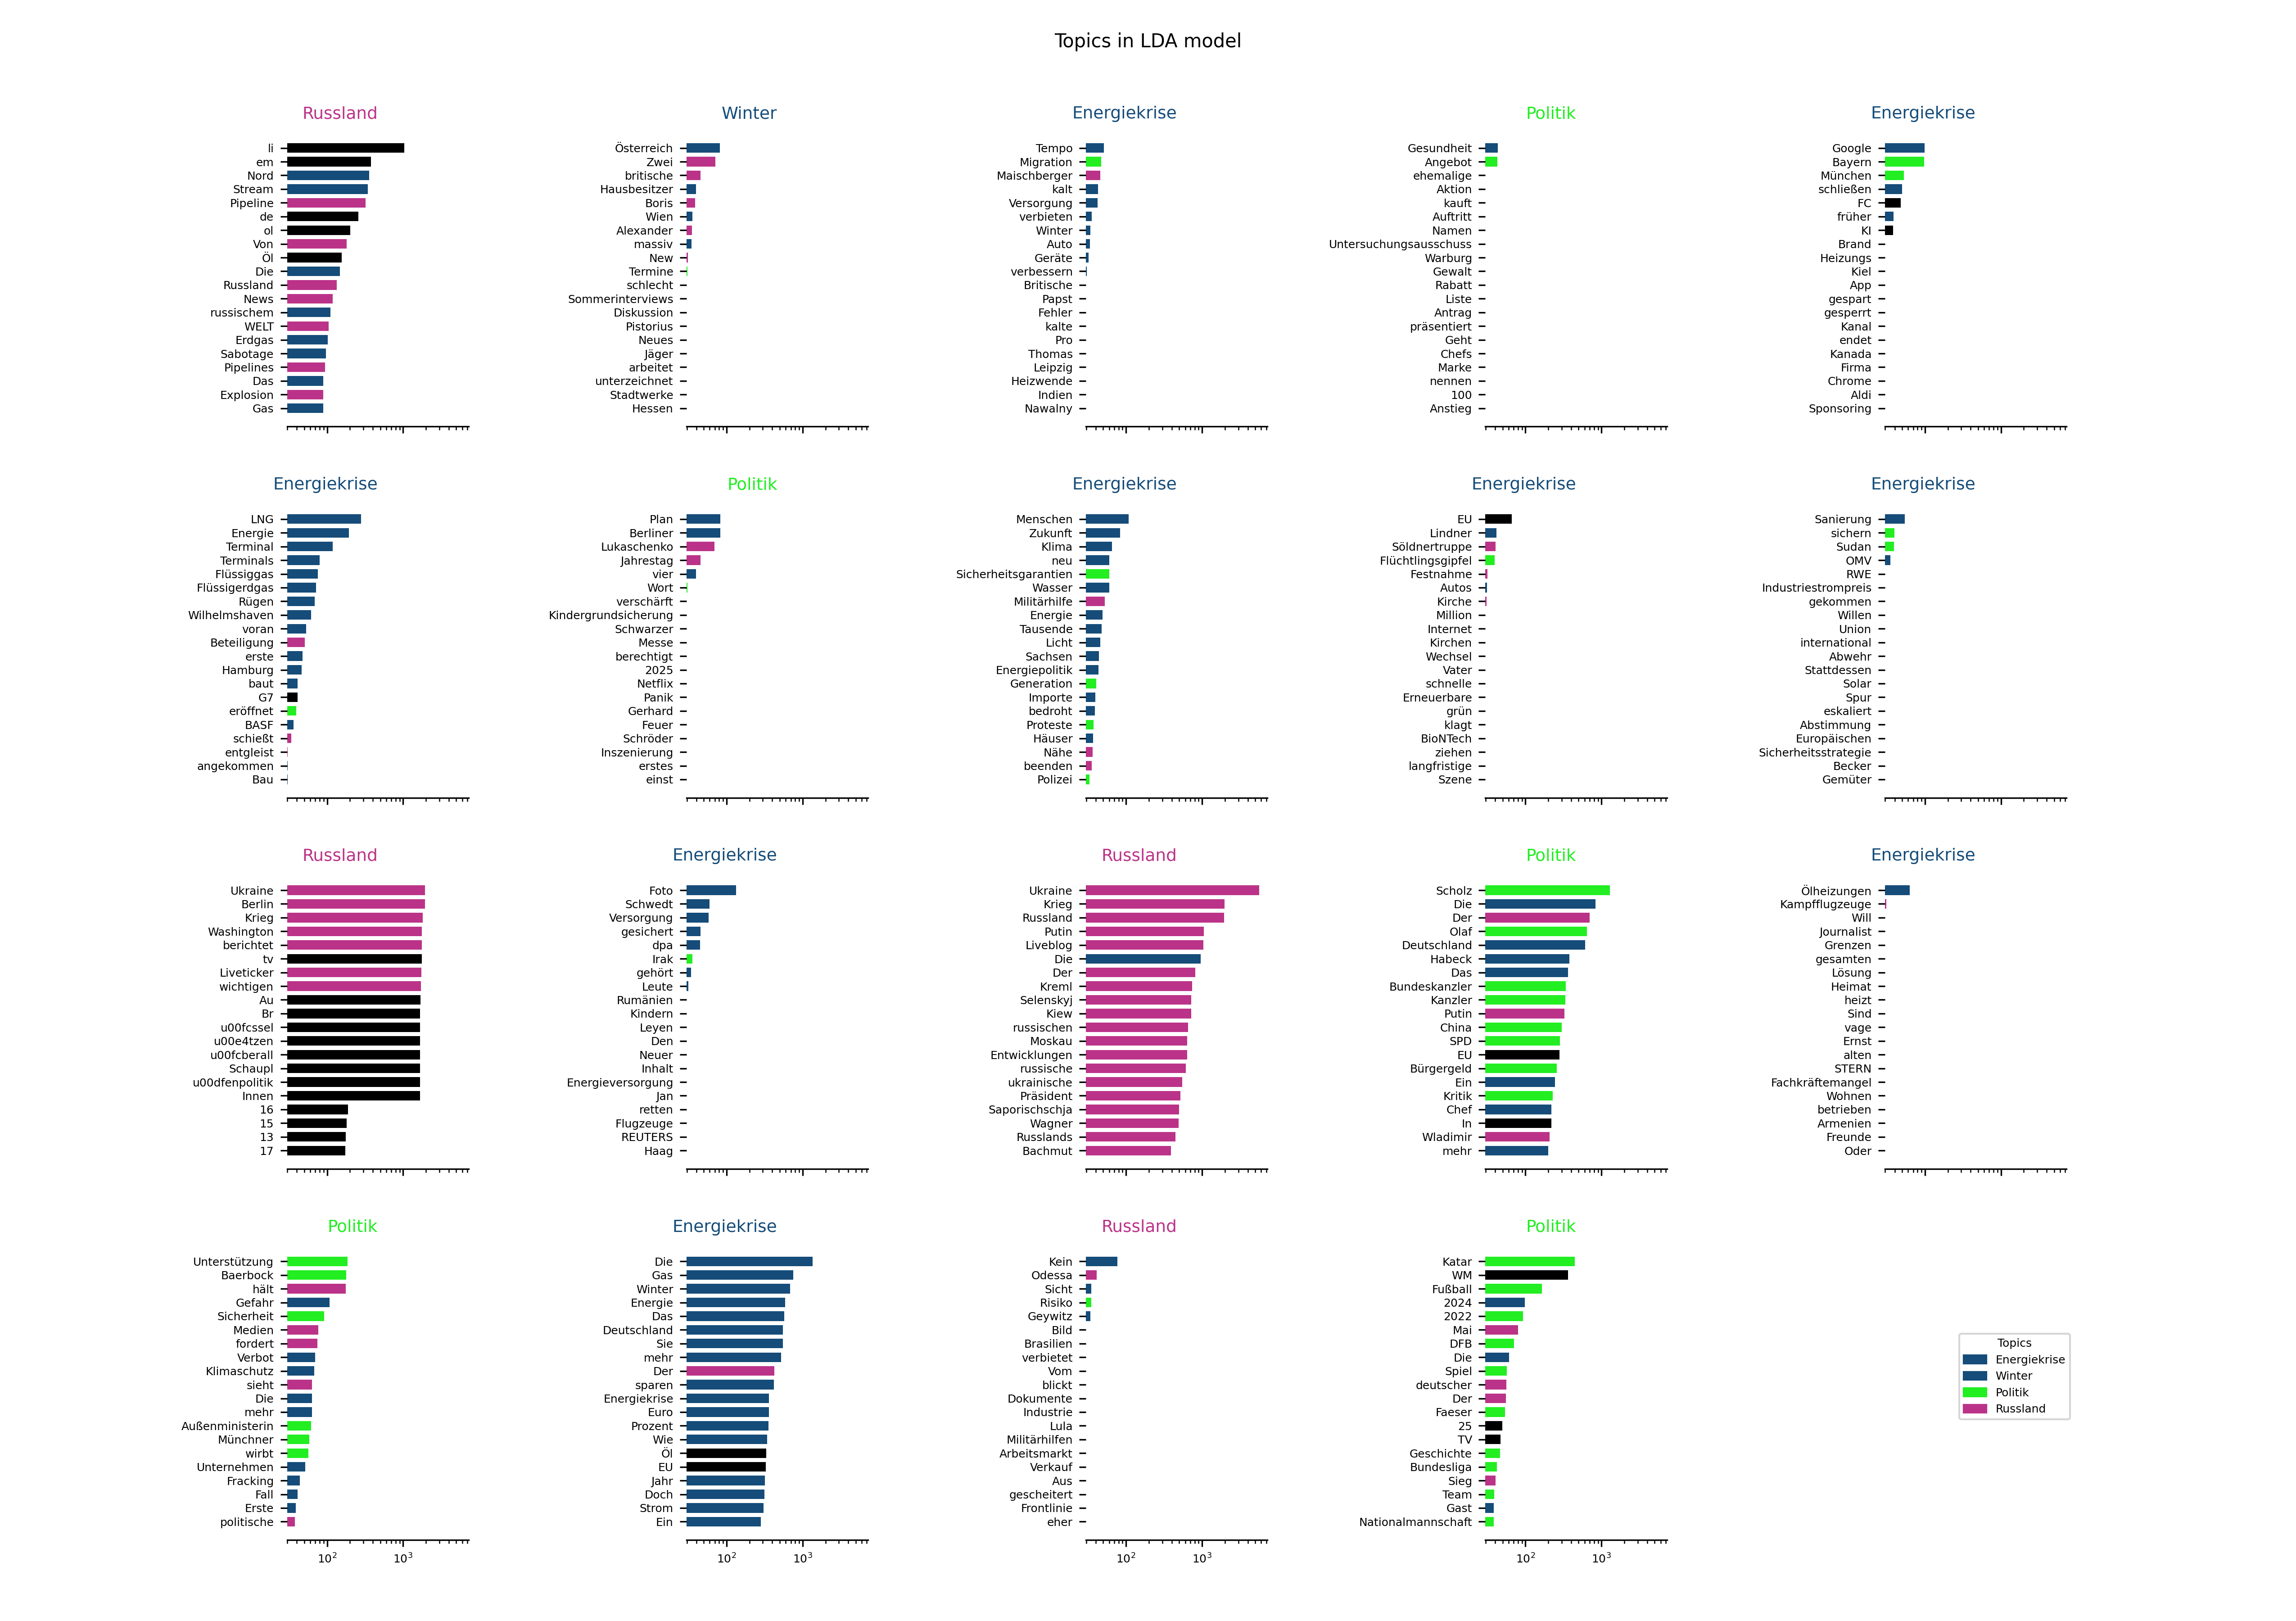 Topics in LDA model
Russland
li
em
Nord
Stream
Pipeline
de
ol
Von
Öl
Die
Russland
News
russischem
WELT
Erdgas
Sabotage
Pipelines
Das
Explosion
Gas
Winter
Österreich
Zwei
britische
Hausbesitzer
Boris
Wien
Alexander
massiv
New
Termine
schlecht
Sommerinterviews
Diskussion
Pistorius
Neues
Jäger
arbeitet
unterzeichnet
Stadtwerke
Hessen
Energiekrise
Tempo
Migration
Maischberger
kalt
Versorgung
verbieten
Winter
Auto
Geräte
verbessern
Britische
Papst
Fehler
kalte
Pro
Thomas
Leipzig
Heizwende
Indien
Nawalny
Politik
Gesundheit
Angebot
ehemalige
Aktion
kauft
Auftritt
Namen
Untersuchungsausschuss
Warburg
Gewalt
Rabatt
Liste
Antrag
präsentiert
Geht
Chefs
Marke
nennen
100
Anstieg
Energiekrise
Google
Bayern
München
schließen
FC
früher
KI
Brand
Heizungs
Kiel
App
gespart
gesperrt
Kanal
endet
Kanada
Firma
Chrome
Aldi
Sponsoring
Energiekrise
LNG
Energie
Terminal
Terminals
Flüssiggas
Flüssigerdgas
Rügen
Wilhelmshaven
voran
Beteiligung
erste
Hamburg
baut
G7
eröffnet
BASF
schießt
entgleist
angekommen
Bau
Politik
Plan
Berliner
Lukaschenko
Jahrestag
vier
Wort
verschärft
Kindergrundsicherung
Schwarzer
Messe
berechtigt
2025
Netflix
Panik
Gerhard
Feuer
Schröder
Inszenierung
erstes
einst
Energiekrise
Menschen
Zukunft
Klima
neu
Sicherheitsgarantien
Wasser
Militärhilfe
Energie
Tausende
Licht
Sachsen
Energiepolitik
Generation
Importe
bedroht
Proteste
Häuser
Nähe
beenden
Polizei
Energiekrise
EU
Lindner
Söldnertruppe
Flüchtlingsgipfel
Festnahme
Autos
Kirche
Million
Internet
Kirchen
Wechsel
Vater
schnelle
Erneuerbare
grün
klagt
BioNTech
ziehen
langfristige
Szene
Energiekrise
Sanierung
sichern
Sudan
OMV
RWE
Industriestrompreis
gekommen
Willen
Union
international
Abwehr
Stattdessen
Solar
Spur
eskaliert
Abstimmung
Europäischen
Sicherheitsstrategie
Becker
Gemüter
Russland
Ukraine
Berlin
Krieg
Washington
berichtet
tv
Liveticker
wichtigen
Au
Br
u00fcssel
u00e4tzen
u00fcberall
Schaupl
u00dfenpolitik
Innen
16
15
13
17
Energiekrise
Foto
Schwedt
Versorgung
gesichert
dpa
Irak
gehört
Leute
Rumänien
Kindern
Leyen
Den
Neuer
Inhalt
Energieversorgung
Jan
retten
Flugzeuge
REUTERS
Haag
Russland
Ukraine
Krieg
Russland
Putin
Liveblog
Die
Der
Kreml
Selenskyj
Kiew
russischen
Moskau
Entwicklungen
russische
ukrainische
Präsident
Saporischschja
Wagner
Russlands
Bachmut
Politik
Scholz
Die
Der
Olaf
Deutschland
Habeck
Das
Bundeskanzler
Kanzler
Putin
China
SPD
EU
Bürgergeld
Ein
Kritik
Chef
In
Wladimir
mehr
Energiekrise
Ölheizungen
Kampfflugzeuge
Will
Journalist
Grenzen
gesamten
Lösung
Heimat
heizt
Sind
vage
Ernst
alten
STERN
Fachkräftemangel
Wohnen
betrieben
Armenien
Freunde
Oder
Politik
Unterstützung
Baerbock
hält
Gefahr
Sicherheit
Medien
fordert
Verbot
Klimaschutz
sieht
Die
mehr
Außenministerin
Münchner
wirbt
Unternehmen
Fracking
Fall
Erste
politische
10² 10³
Energiekrise
Die
Gas
Winter
Energie
Das
Deutschland
Sie
mehr
Der
sparen
Energiekrise
Euro
Prozent
Wie
Öl
EU
Jahr
Doch
Strom
Ein
10² 10³
Russland
Kein
Odessa
Sicht
Risiko
Geywitz
Bild
Brasilien
verbietet
Vom
blickt
Dokumente
Industrie
Lula
Militärhilfen
Arbeitsmarkt
Verkauf
Aus
gescheitert
Frontlinie
eher
10² 10³
Politik
Katar
WM
Fußball
2024
2022
Mai
DFB
Die
Spiel
deutscher
Der
Faeser
25
TV
Geschichte
Bundesliga
Sieg
Team
Gast
Nationalmannschaft
10² 10³
Topics
Energiekrise
Winter
Politik
Russland